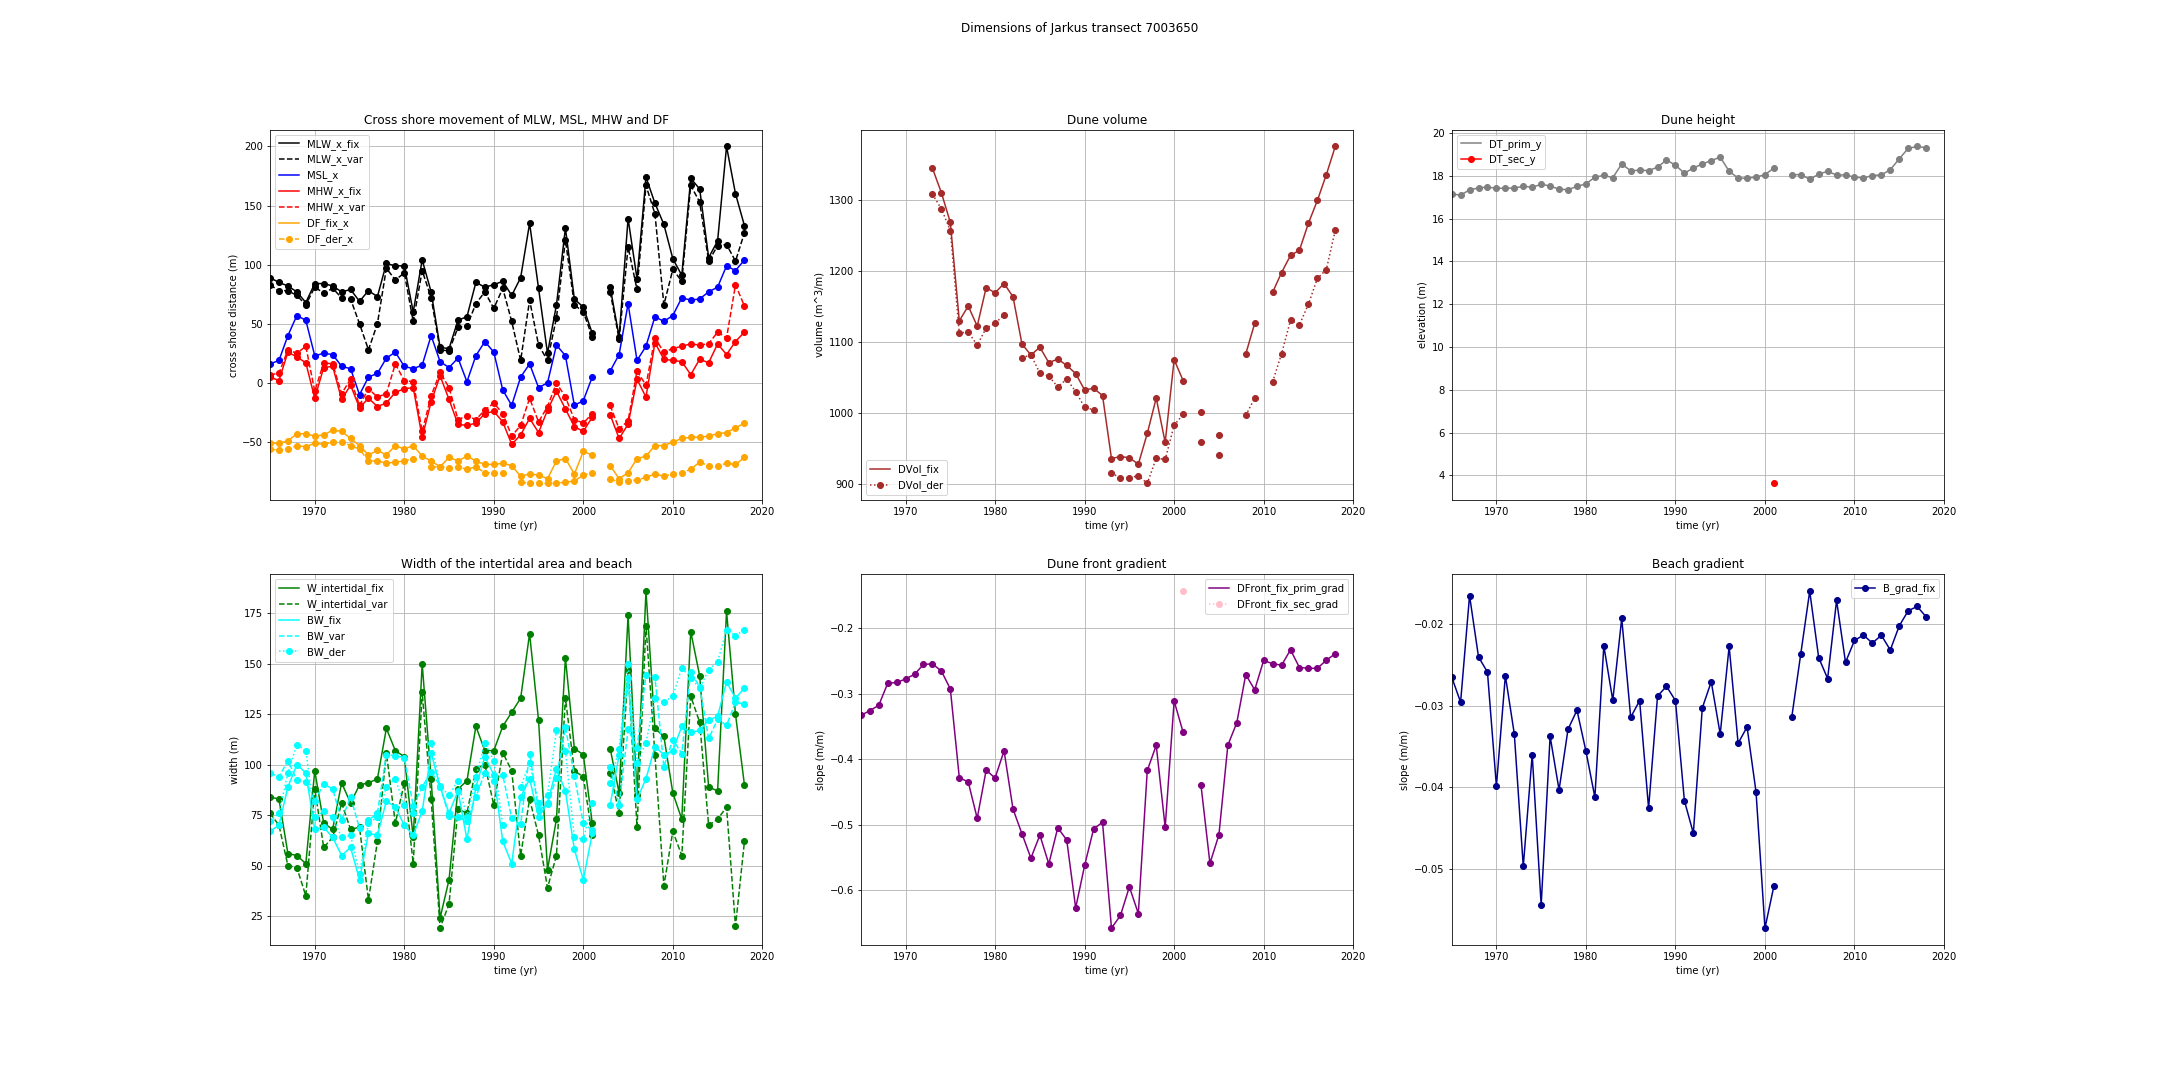 Dimensions of Jarkus transect 7003650
Cross shore movement of MLW, MSL, MHW and DF
cross shore distance (m)
200
150
100
50
0
−50
MLW_x_fix
MLW_x_var
MSL_x
MHW_x_fix
MHW_x_var
DF_fix_x
DF_der_x
1970 1980 1990 2000 2010 2020
time (yr)
Dune volume
volume (m^3/m)
1300
1200
1100
1000
900
DVol_fix
DVol_der
1970 1980 1990 2000 2010 2020
time (yr)
Dune height
elevation (m)
20
18
16
14
12
10
8
6
4
DT_prim_y
DT_sec_y
1970 1980 1990 2000 2010 2020
time (yr)
Width of the intertidal area and beach
width (m)
175
150
125
100
75
50
25
W_intertidal_fix
W_intertidal_var
BW_fix
BW_var
BW_der
1970 1980 1990 2000 2010 2020
time (yr)
Dune front gradient
slope (m/m)
−0.2
−0.3
−0.4
−0.5
−0.6
DFront_fix_prim_grad
DFront_fix_sec_grad
1970 1980 1990 2000 2010 2020
time (yr)
Beach gradient
slope (m/m)
−0.02
−0.03
−0.04
−0.05
B_grad_fix
1970 1980 1990 2000 2010 2020
time (yr)